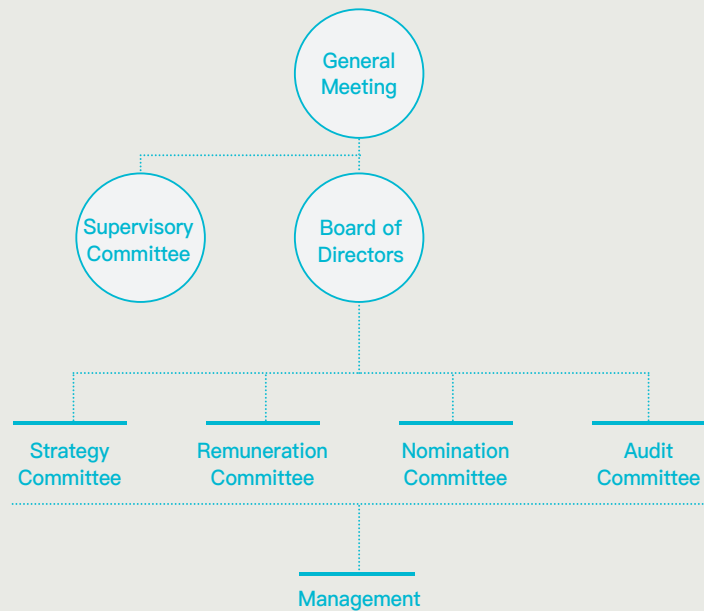 General
Meeting
Supervisory
Committee
Board of
Directors
Strategy
Committee
Remuneration
Committee
Nomination
Committee
Audit
Committee
Management